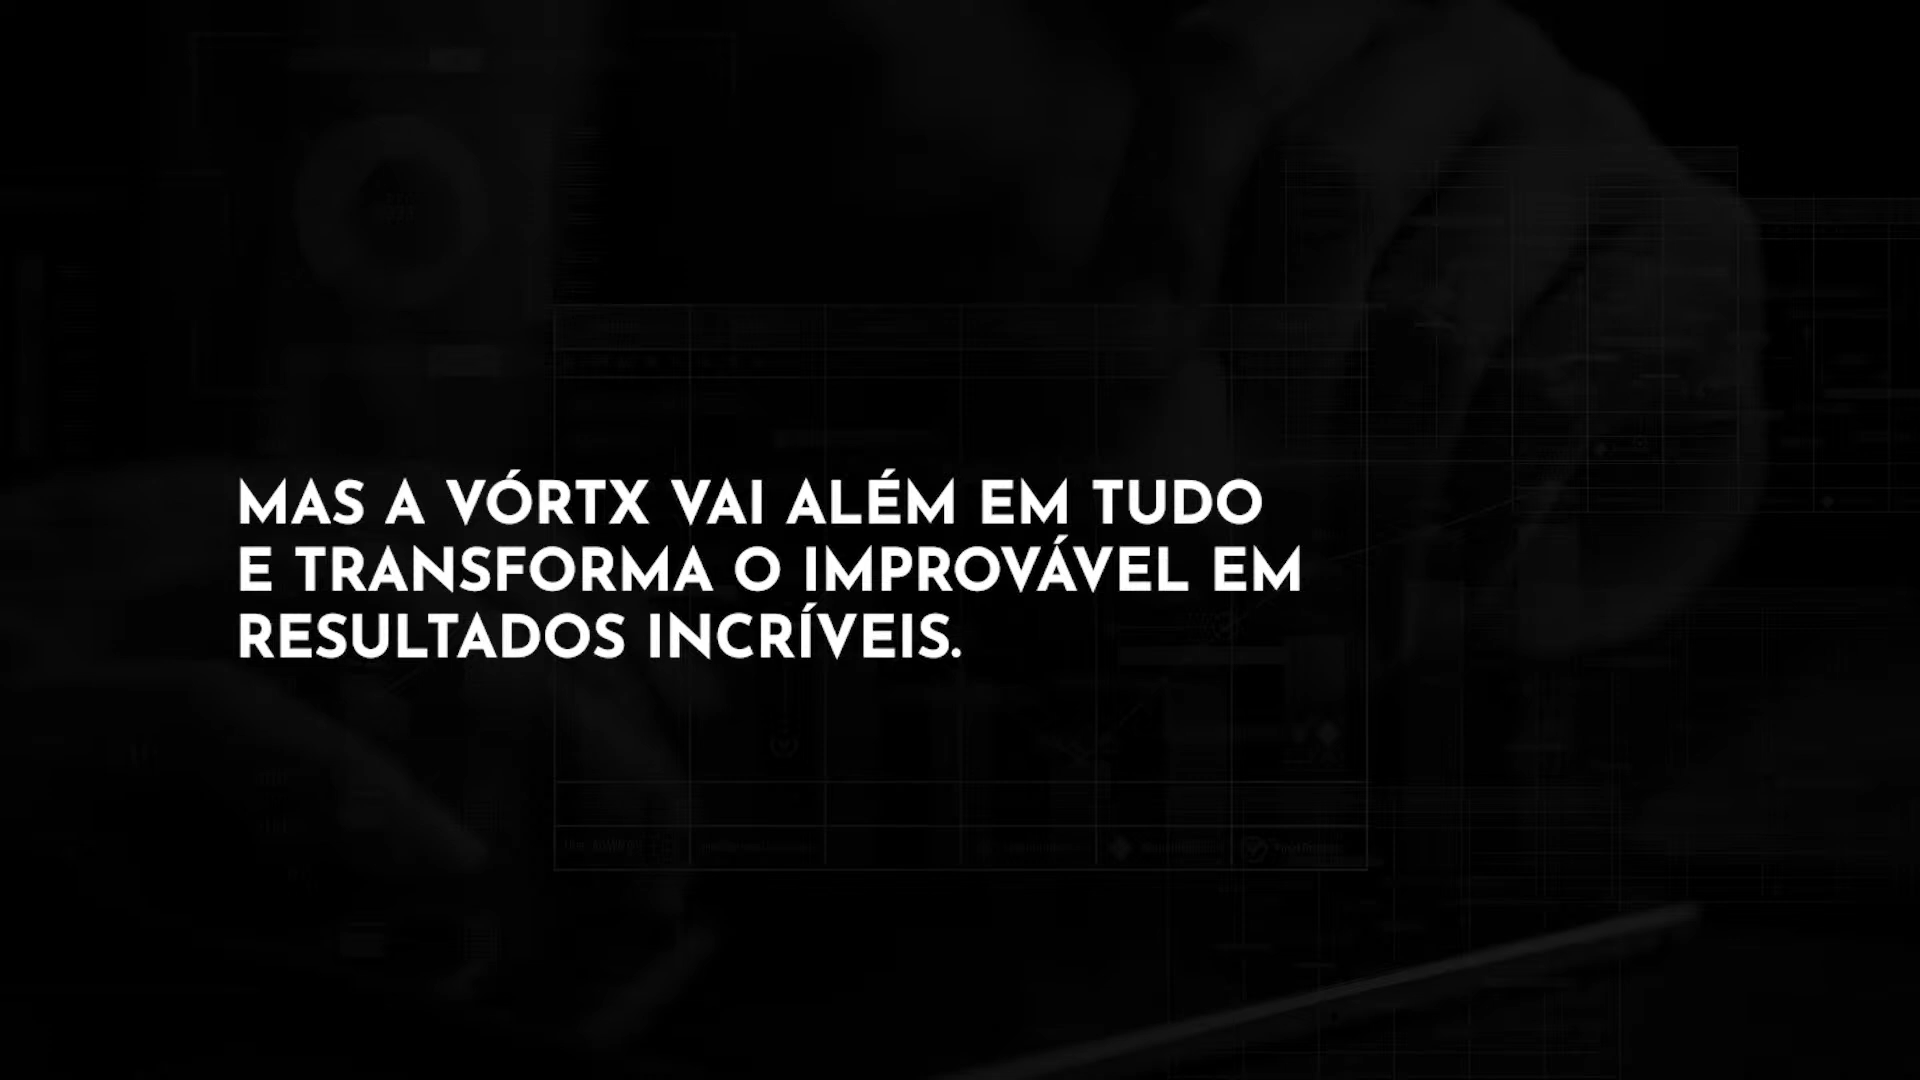 MAS A VÓRTX VAI ALÉM EM TUDO
E TRANSFORMA O IMPROVÁVEL EM
RESULTADOS INCRÍVEIS.